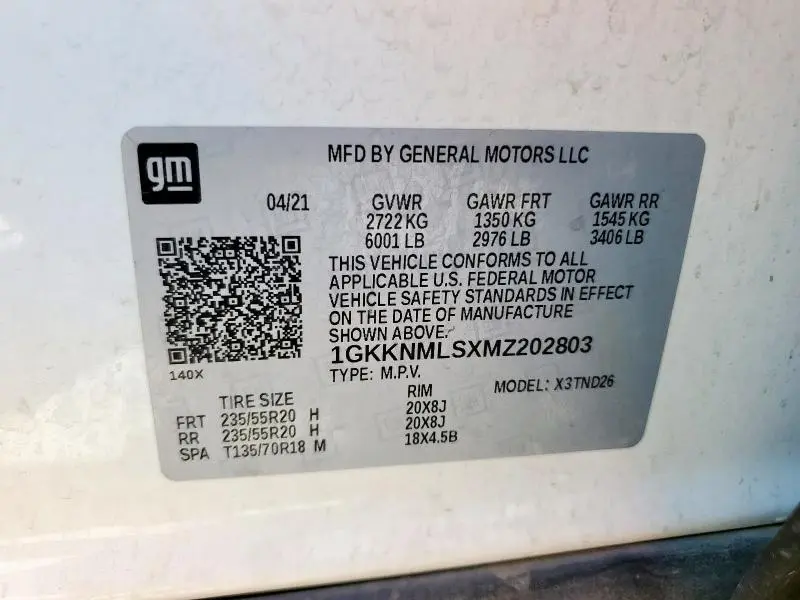 gm
MFD BY GENERAL MOTORS LLC
04/21 GVWR GAWR FRT GAWR RR
2722 KG 1350 KG 1545 KG
6001 LB 2976 LB 3406 LB
THIS VEHICLE CONFORMS TO ALL
APPLICABLE U.S. FEDERAL MOTOR
VEHICLE SAFETY STANDARDS IN EFFECT
ON THE DATE OF MANUFACTURE
SHOWN ABOVE.
1GKKNMLSXMZ202803
140X
TYPE: M.P.V. MODEL: X3TND26
TIRE SIZE RIM
FRT 235/55R20 H 20X8J
RR 235/55R20 H 20X8J
SPA T135/70R18 M 18X4.5B